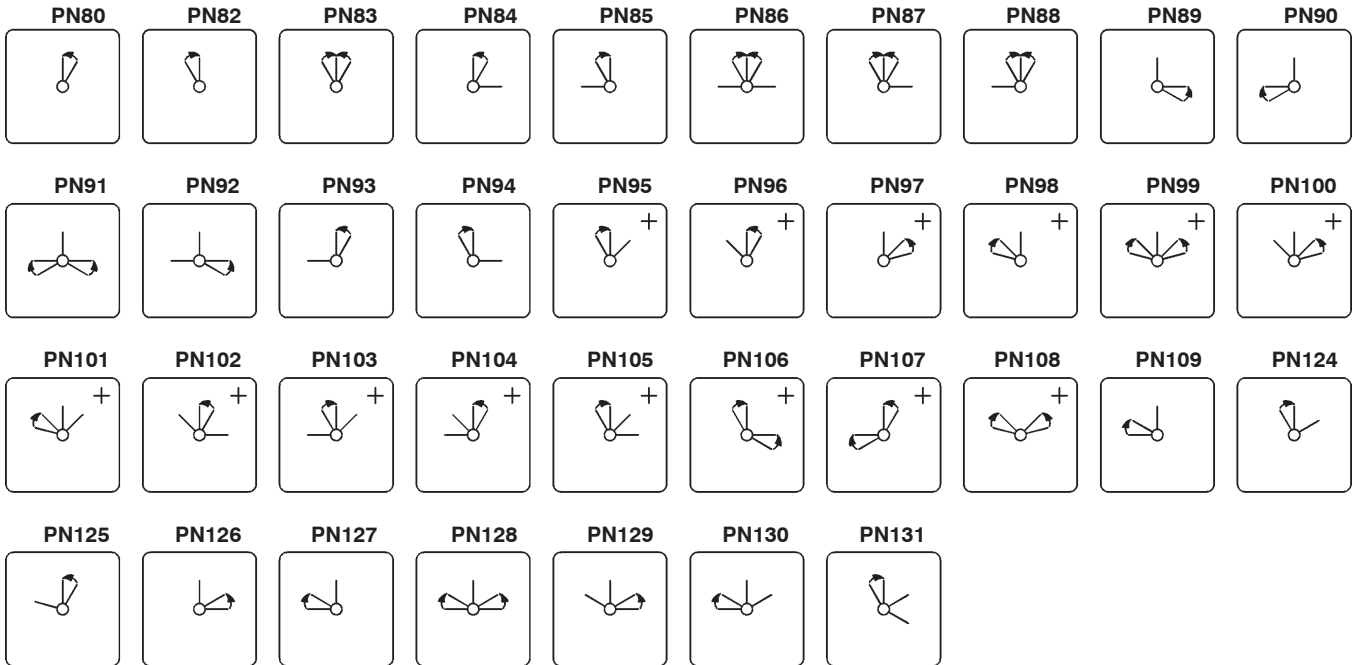 PN80 PN82 PN83 PN84 PN85 PN86 PN87 PN88 PN89 PN90
PN91 PN92 PN93 PN94 PN95 PN96 PN97 PN98 PN99 PN100
+ + + + + +
PN101 PN102 PN103 PN104 PN105 PN106 PN107 PN108 PN109 PN124
+ + + + + + + +
PN125 PN126 PN127 PN128 PN129 PN130 PN131